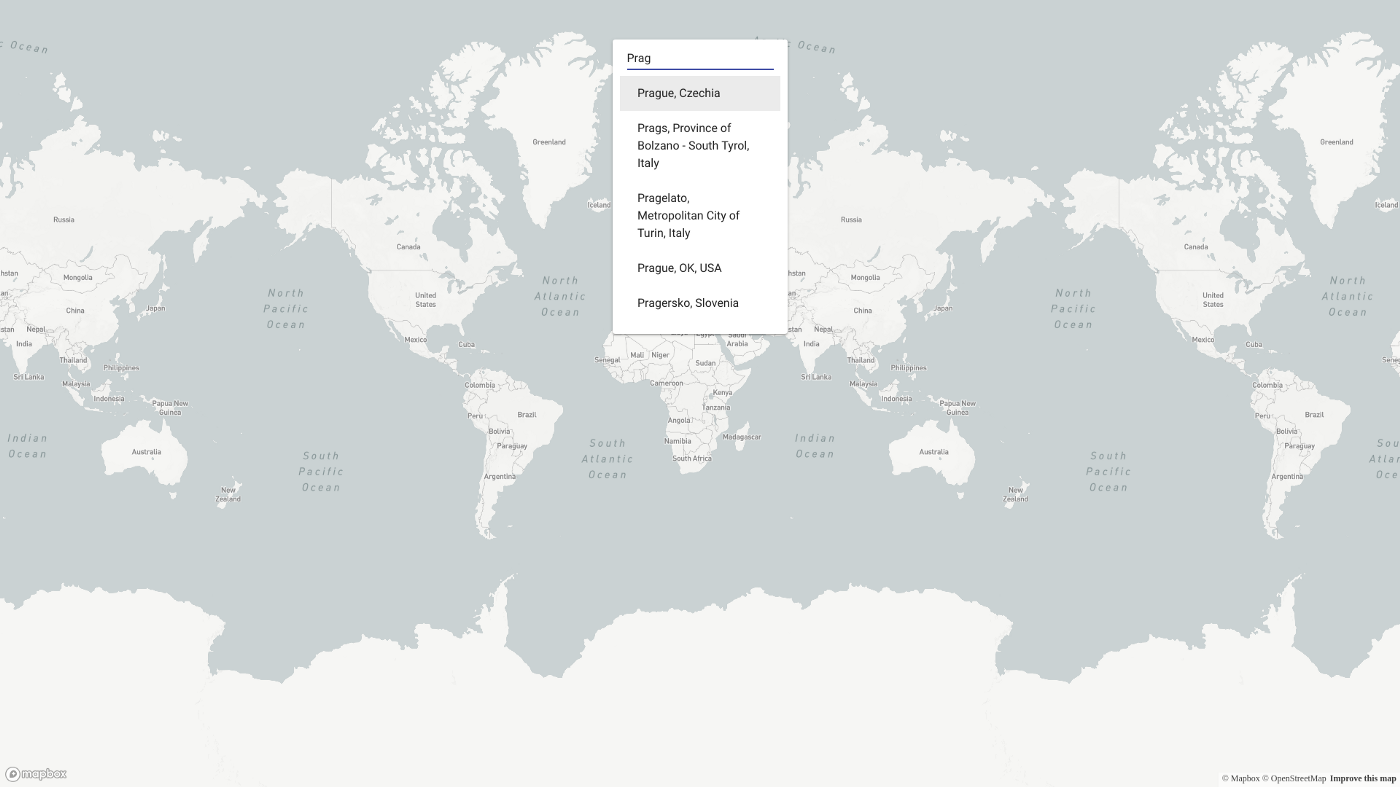 Prag
Prague, Czechia
Prags, Province of
Bolzano - South Tyrol,
Italy
Pragelato,
Metropolitan City of
Turin, Italy
Prague, OK, USA
Pragersko, Slovenia
c Ocean
c Ocean
Greenland
Greenland
Iceland
Iceland
Russia
Russia
Canada
Canada
hstan
Mongolia
Mongolia
North
Pacific
Ocean
North
Atlantic
Ocean
North
Pacific
Ocean
North
Atlantic
Ocean
United
States
United
States
China
Japan
China
Japan
stan
Nepal
Nepal
India
India
Mexico
Cuba
Mexico
Cuba
Saudi
Arabia
Thailand
Philippines
Senegal
Mali
Niger
Sudan
Thailand
Philippines
Sri Lanka
Malaysia
Indonesia
Papua New
Guinea
Colombia
Cameroon
Kenya
Tanzania
Sri Lanka
Malaysia
Indonesia
Papua New
Guinea
Colombia
Peru
Brazil
Bolivia
Paraguay
Argentina
Angola
Namibia
Madagascar
South Africa
Peru
Brazil
Bolivia
Paraguay
Argentina
Indian
Ocean
Australia
New
Zealand
South
Pacific
Ocean
South
Atlantic
Ocean
Indian
Ocean
Australia
New
Zealand
South
Pacific
Ocean
mapbox
© Mapbox © OpenStreetMap Improve this map